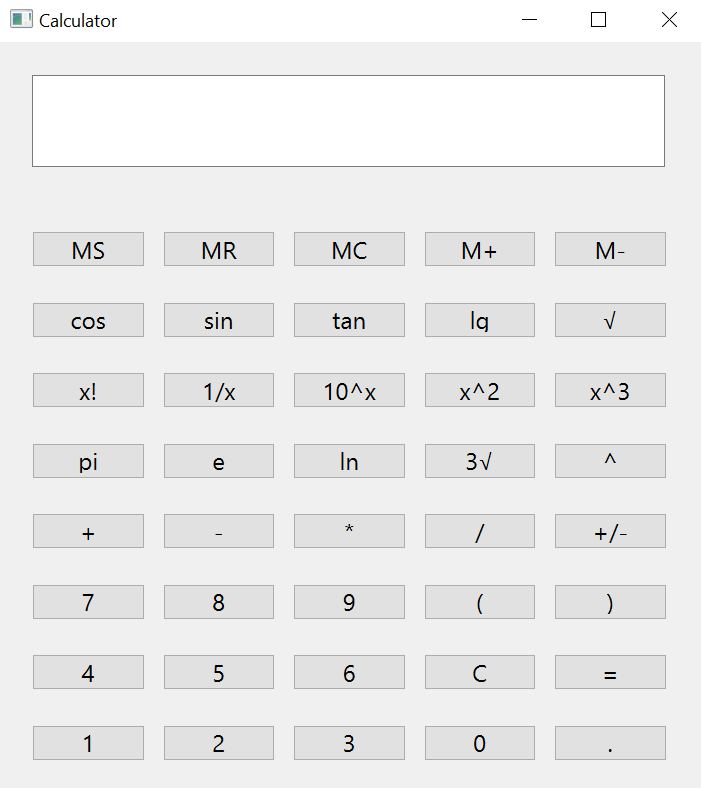 Calculator
MS MR MC M+ M-
cos sin tan lg √
x! 1/x 10^x x^2 x^3
pi e ln 3√ ^
+ - * / +/-
7 8 9 ( )
4 5 6 C =
1 2 3 0 .